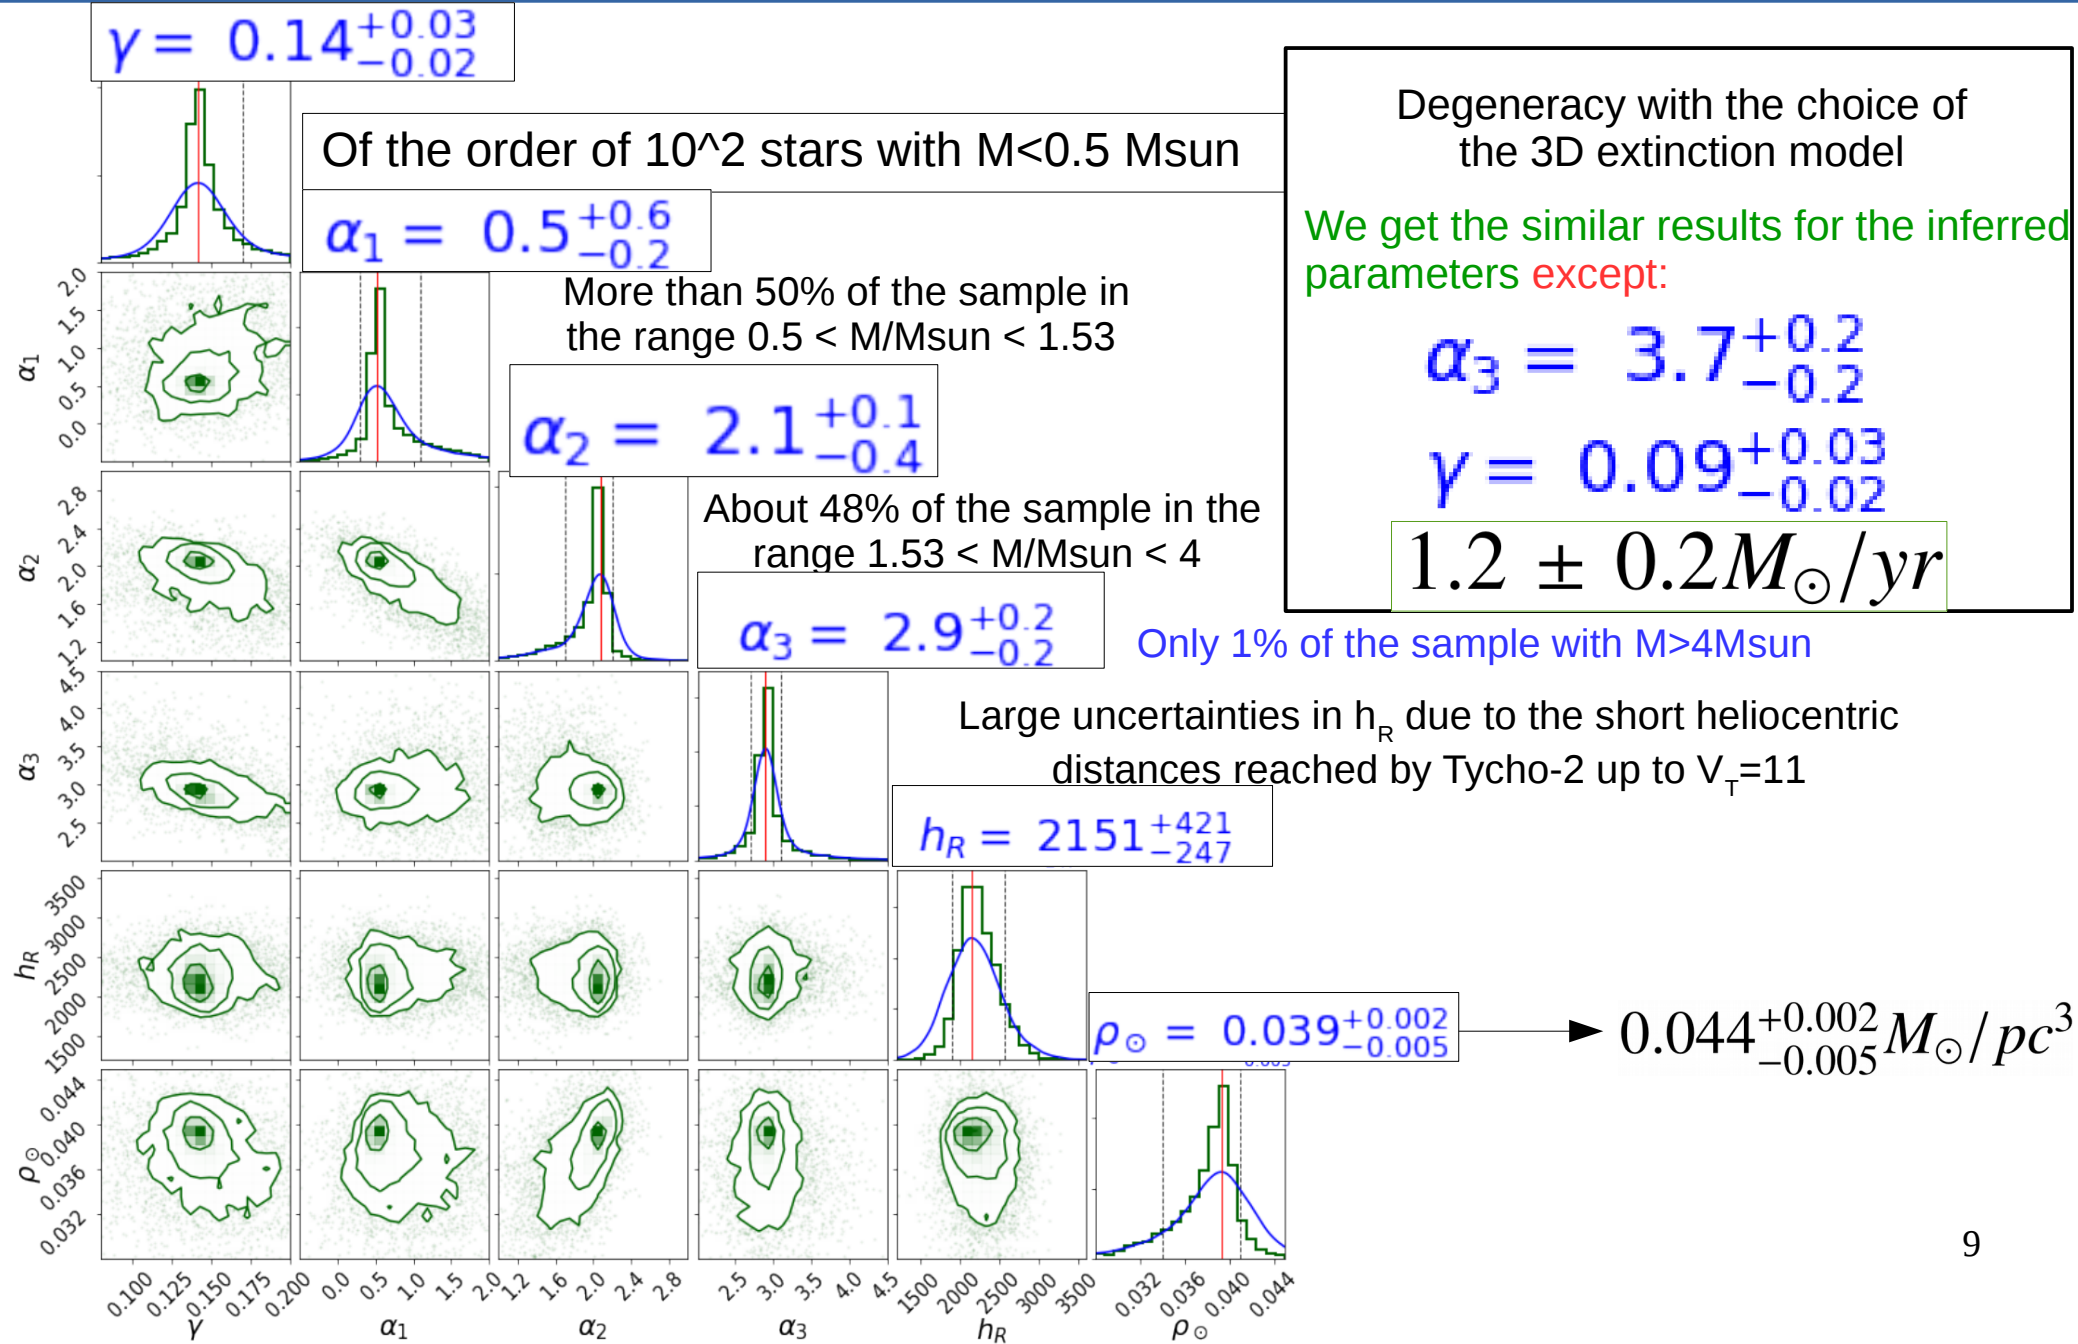 γ = 0.14 +0.03 −0.02
Of the order of 10^2 stars with M<0.5 Msun
α1 = 0.5 +0.6 −0.2
More than 50% of the sample in
the range 0.5 < M/Msun < 1.53
α2 = 2.1 +0.1 −0.4
About 48% of the sample in the
range 1.53 < M/Msun < 4
α3 = 2.9 +0.2 −0.2
Only 1% of the sample with M>4Msun
Large uncertainties in hR due to the short heliocentric
distances reached by Tycho-2 up to VT=11
hR = 2151 +421 −247
ρ⊙ = 0.039 +0.002 −0.005
0.044 +0.002 −0.005 M⊙/pc³
Degeneracy with the choice of
the 3D extinction model
We get the similar results for the inferred
parameters except:
α3 = 3.7 +0.2 −0.2
γ = 0.09 +0.03 −0.02
1.2 ± 0.2M⊙/yr
α1
2.0
1.5
1.0
0.5
0.0
α2
2.8
2.4
2.0
1.6
1.2
α3
4.5
4.0
3.5
3.0
2.5
hR
3500
3000
2500
2000
1500
ρ⊙
0.044
0.040
0.036
0.032
0.100 0.125 0.150 0.175 0.200
γ
0.0 0.5 1.0 1.5 2.0
α1
1.2 1.6 2.0 2.4 2.8
α2
2.5 3.0 3.5 4.0 4.5
α3
1500 2000 2500 3000 3500
hR
0.032 0.036 0.040 0.044
ρ⊙
9